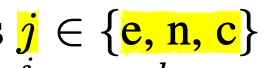 j ∈ {e, n, c}